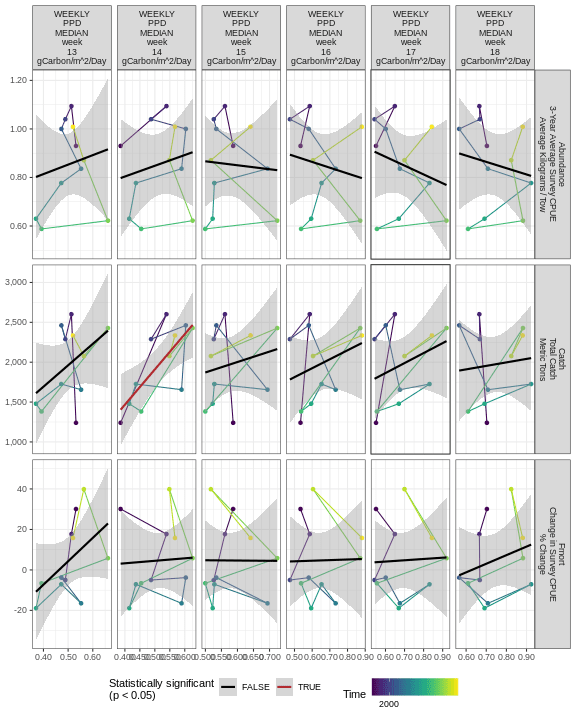 WEEKLY
PPD
MEDIAN
week
13
gCarbon/m^2/Day
WEEKLY
PPD
MEDIAN
week
14
gCarbon/m^2/Day
WEEKLY
PPD
MEDIAN
week
15
gCarbon/m^2/Day
WEEKLY
PPD
MEDIAN
week
16
gCarbon/m^2/Day
WEEKLY
PPD
MEDIAN
week
17
gCarbon/m^2/Day
WEEKLY
PPD
MEDIAN
week
18
gCarbon/m^2/Day
1.20
1.00
0.80
0.60
Abundance
3-Year Average Survey CPUE
Average Kilograms / Tow
3,000
2,500
2,000
1,500
1,000
Catch
Total Catch
Metric Tons
40
20
0
-20
Fmort
Change in Survey CPUE
% Change
0.40 0.50 0.60
0.400.450.500.550.600
0.500.550.600.650.700
0.50 0.60 0.70 0.80 0.90
0.60 0.70 0.80 0.90
0.60 0.70 0.80 0.90
Statistically significant
(p < 0.05)
FALSE
TRUE
Time
2000